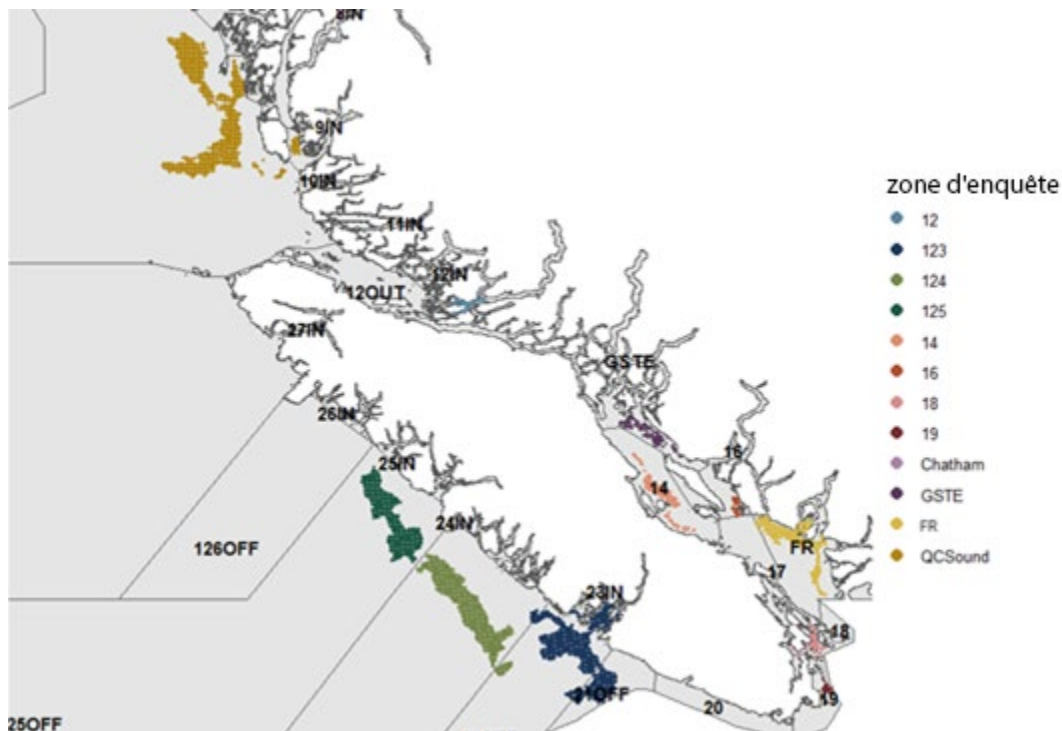 9IN
10IN
11IN
12IN
12OUT
27IN
GSTE
26IN
16
25IN
14
24IN
126OFF
FR
17
23IN
18
21OFF
19
20
25OFF
zone d'enquête
12
123
124
125
14
16
18
19
Chatham
GSTE
FR
QCSound